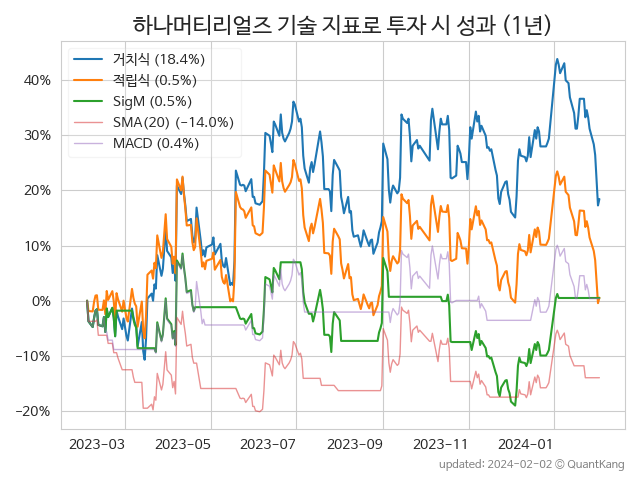 하나머티리얼즈 기술 지표로 투자 시 성과 (1년)
거치식 (18.4%)
적립식 (0.5%)
SigM (0.5%)
SMA(20) (−14.0%)
MACD (0.4%)
40%
30%
20%
10%
0%
−10%
−20%
2023-03
2023-05
2023-07
2023-09
2023-11
2024-01
updated: 2024-02-02 © QuantKang